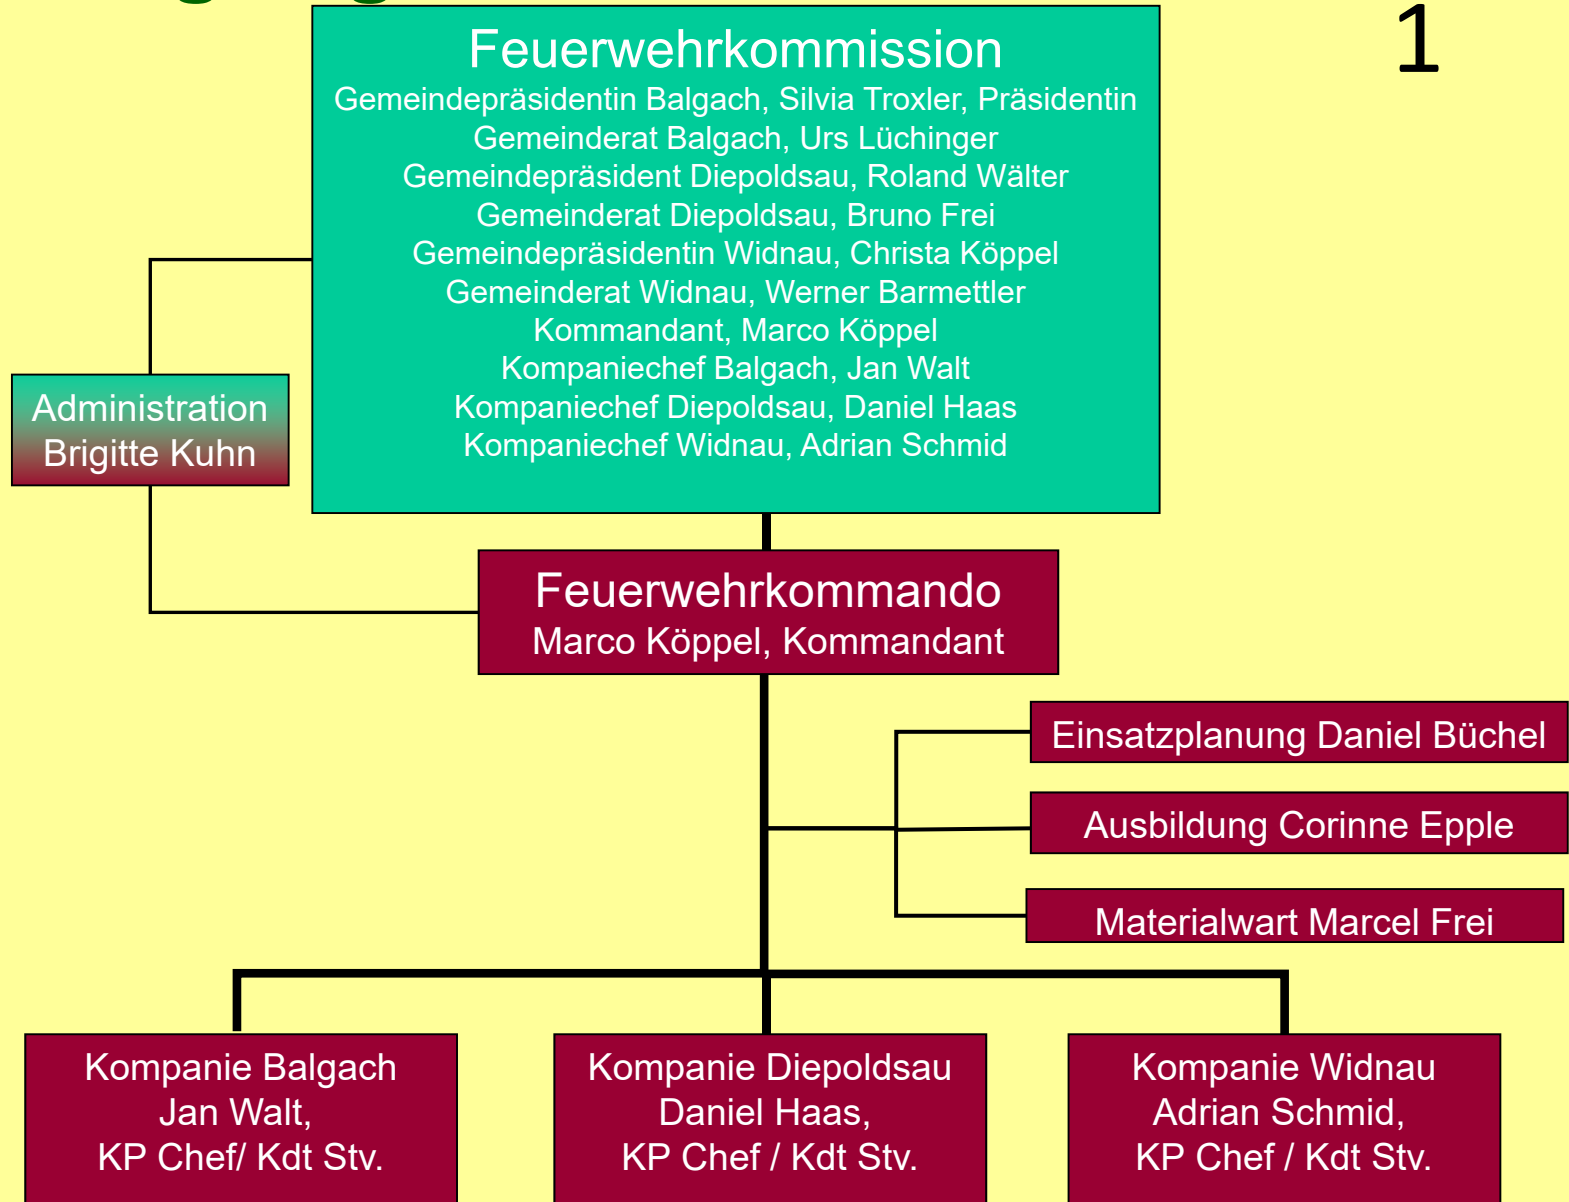 1
Feuerwehrkommission
Gemeindepräsidentin Balgach, Silvia Troxler, Präsidentin
Gemeinderat Balgach, Urs Lüchinger
Gemeindepräsident Diepoldsau, Roland Wälter
Gemeinderat Diepoldsau, Bruno Frei
Gemeindepräsidentin Widnau, Christa Köppel
Gemeinderat Widnau, Werner Barmettler
Kommandant, Marco Köppel
Kompaniechef Balgach, Jan Walt
Kompaniechef Diepoldsau, Daniel Haas
Kompaniechef Widnau, Adrian Schmid
Administration
Brigitte Kuhn
Feuerwehrkommando
Marco Köppel, Kommandant
Einsatzplanung Daniel Büchel
Ausbildung Corinne Epple
Materialwart Marcel Frei
Kompanie Balgach
Jan Walt,
KP Chef/ Kdt Stv.
Kompanie Diepoldsau
Daniel Haas,
KP Chef / Kdt Stv.
Kompanie Widnau
Adrian Schmid,
KP Chef / Kdt Stv.